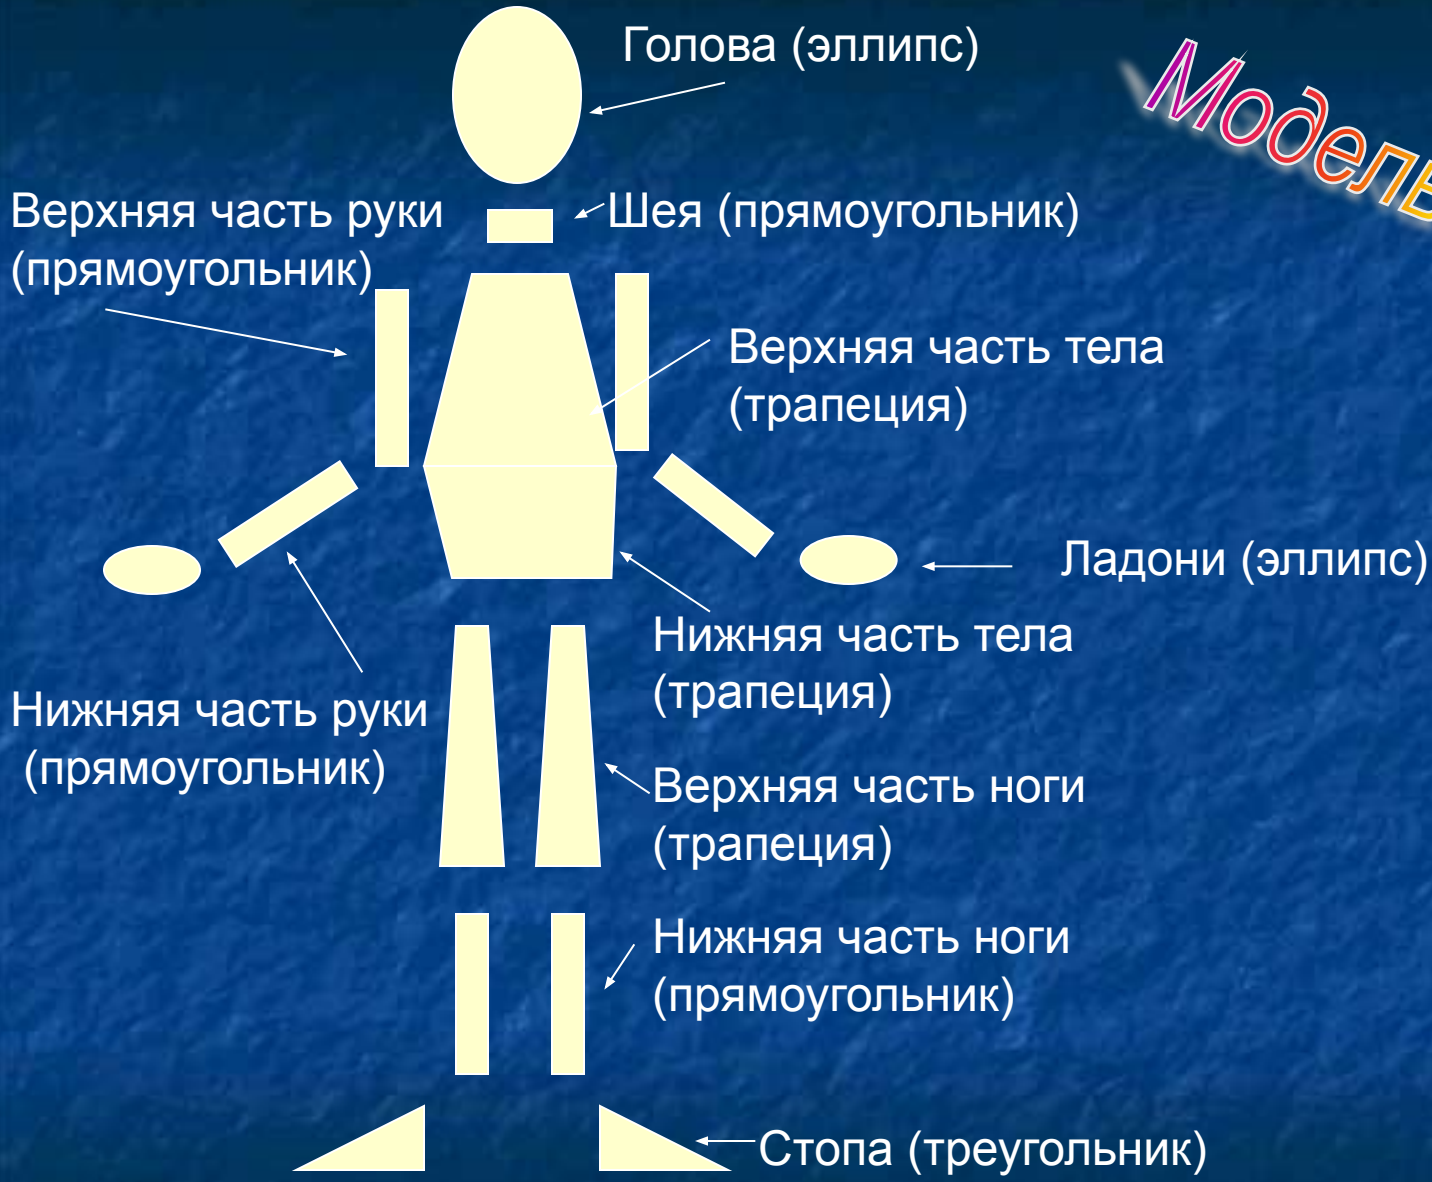 Голова (эллипс)
Модель
Верхняя часть руки
(прямоугольник)
Шея (прямоугольник)
Верхняя часть тела
(трапеция)
Ладони (эллипс)
Нижняя часть тела
(трапеция)
Нижняя часть руки
(прямоугольник)
Верхняя часть ноги
(трапеция)
Нижняя часть ноги
(прямоугольник)
Стопа (треугольник)